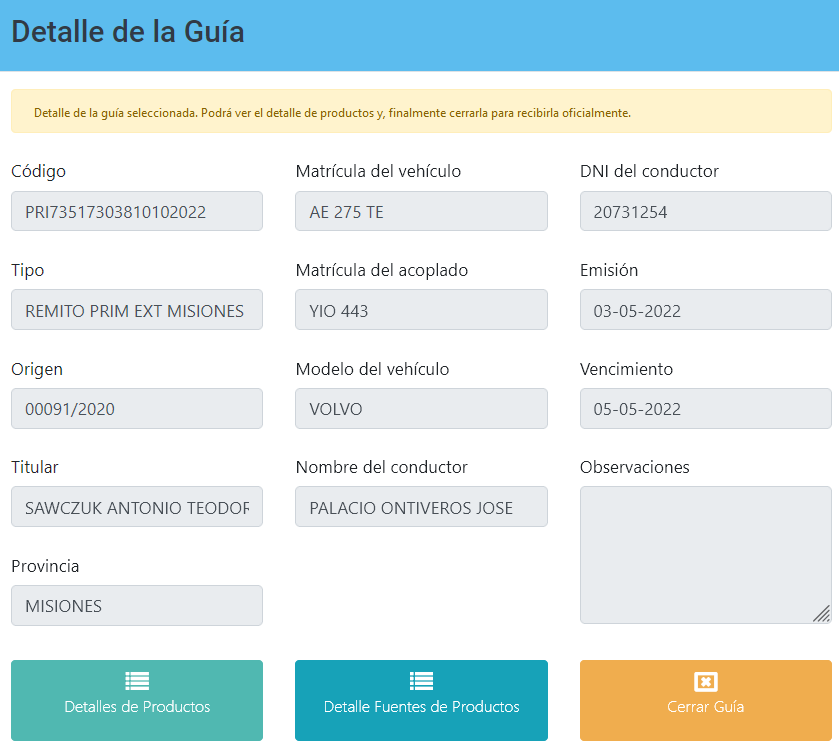 Detalle de la Guía
Detalle de la guía seleccionada. Podrá ver el detalle de productos y, finalmente cerrarla para recibirla oficialmente.
Código
Matrícula del vehículo
DNI del conductor
PRI73517303810102022
AE 275 TE
20731254
Tipo
Matrícula del acoplado
Emisión
REMITO PRIM EXT MISIONES
YIO 443
03-05-2022
Origen
Modelo del vehículo
Vencimiento
00091/2020
VOLVO
05-05-2022
Titular
Nombre del conductor
Observaciones
SAWCZUK ANTONIO TEODOR
PALACIO ONTIVEROS JOSE
Provincia
MISIONES
Detalles de Productos
Detalle Fuentes de Productos
Cerrar Guía